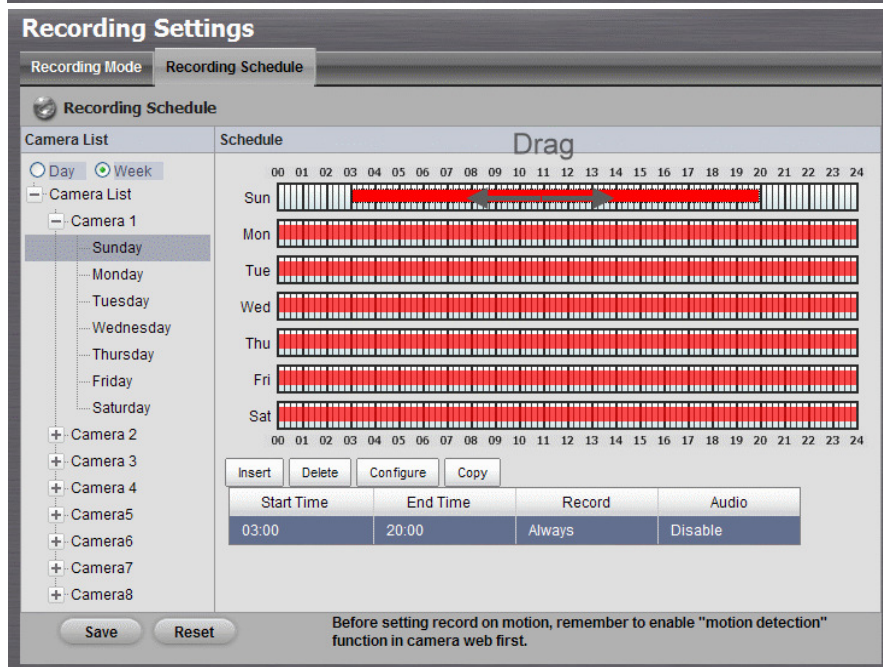 Recording Settings
Recording Mode Recording Schedule
Recording Schedule
Camera List Schedule
Drag
Day Week
Camera List
Camera 1
Sunday
Monday
Tuesday
Wednesday
Thursday
Friday
Saturday
Camera 2
Camera 3
Camera 4
Camera5
Camera6
Camera7
Camera8
00 01 02 03 04 05 06 07 08 09 10 11 12 13 14 15 16 17 18 19 20 21 22 23 24
Sun
Mon
Tue
Wed
Thu
Fri
Sat
00 01 02 03 04 05 06 07 08 09 10 11 12 13 14 15 16 17 18 19 20 21 22 23 24
Insert Delete Configure Copy
Start Time End Time Record Audio
03:00 20:00 Always Disable
Save Reset
Before setting record on motion, remember to enable "motion detection"
function in camera web first.